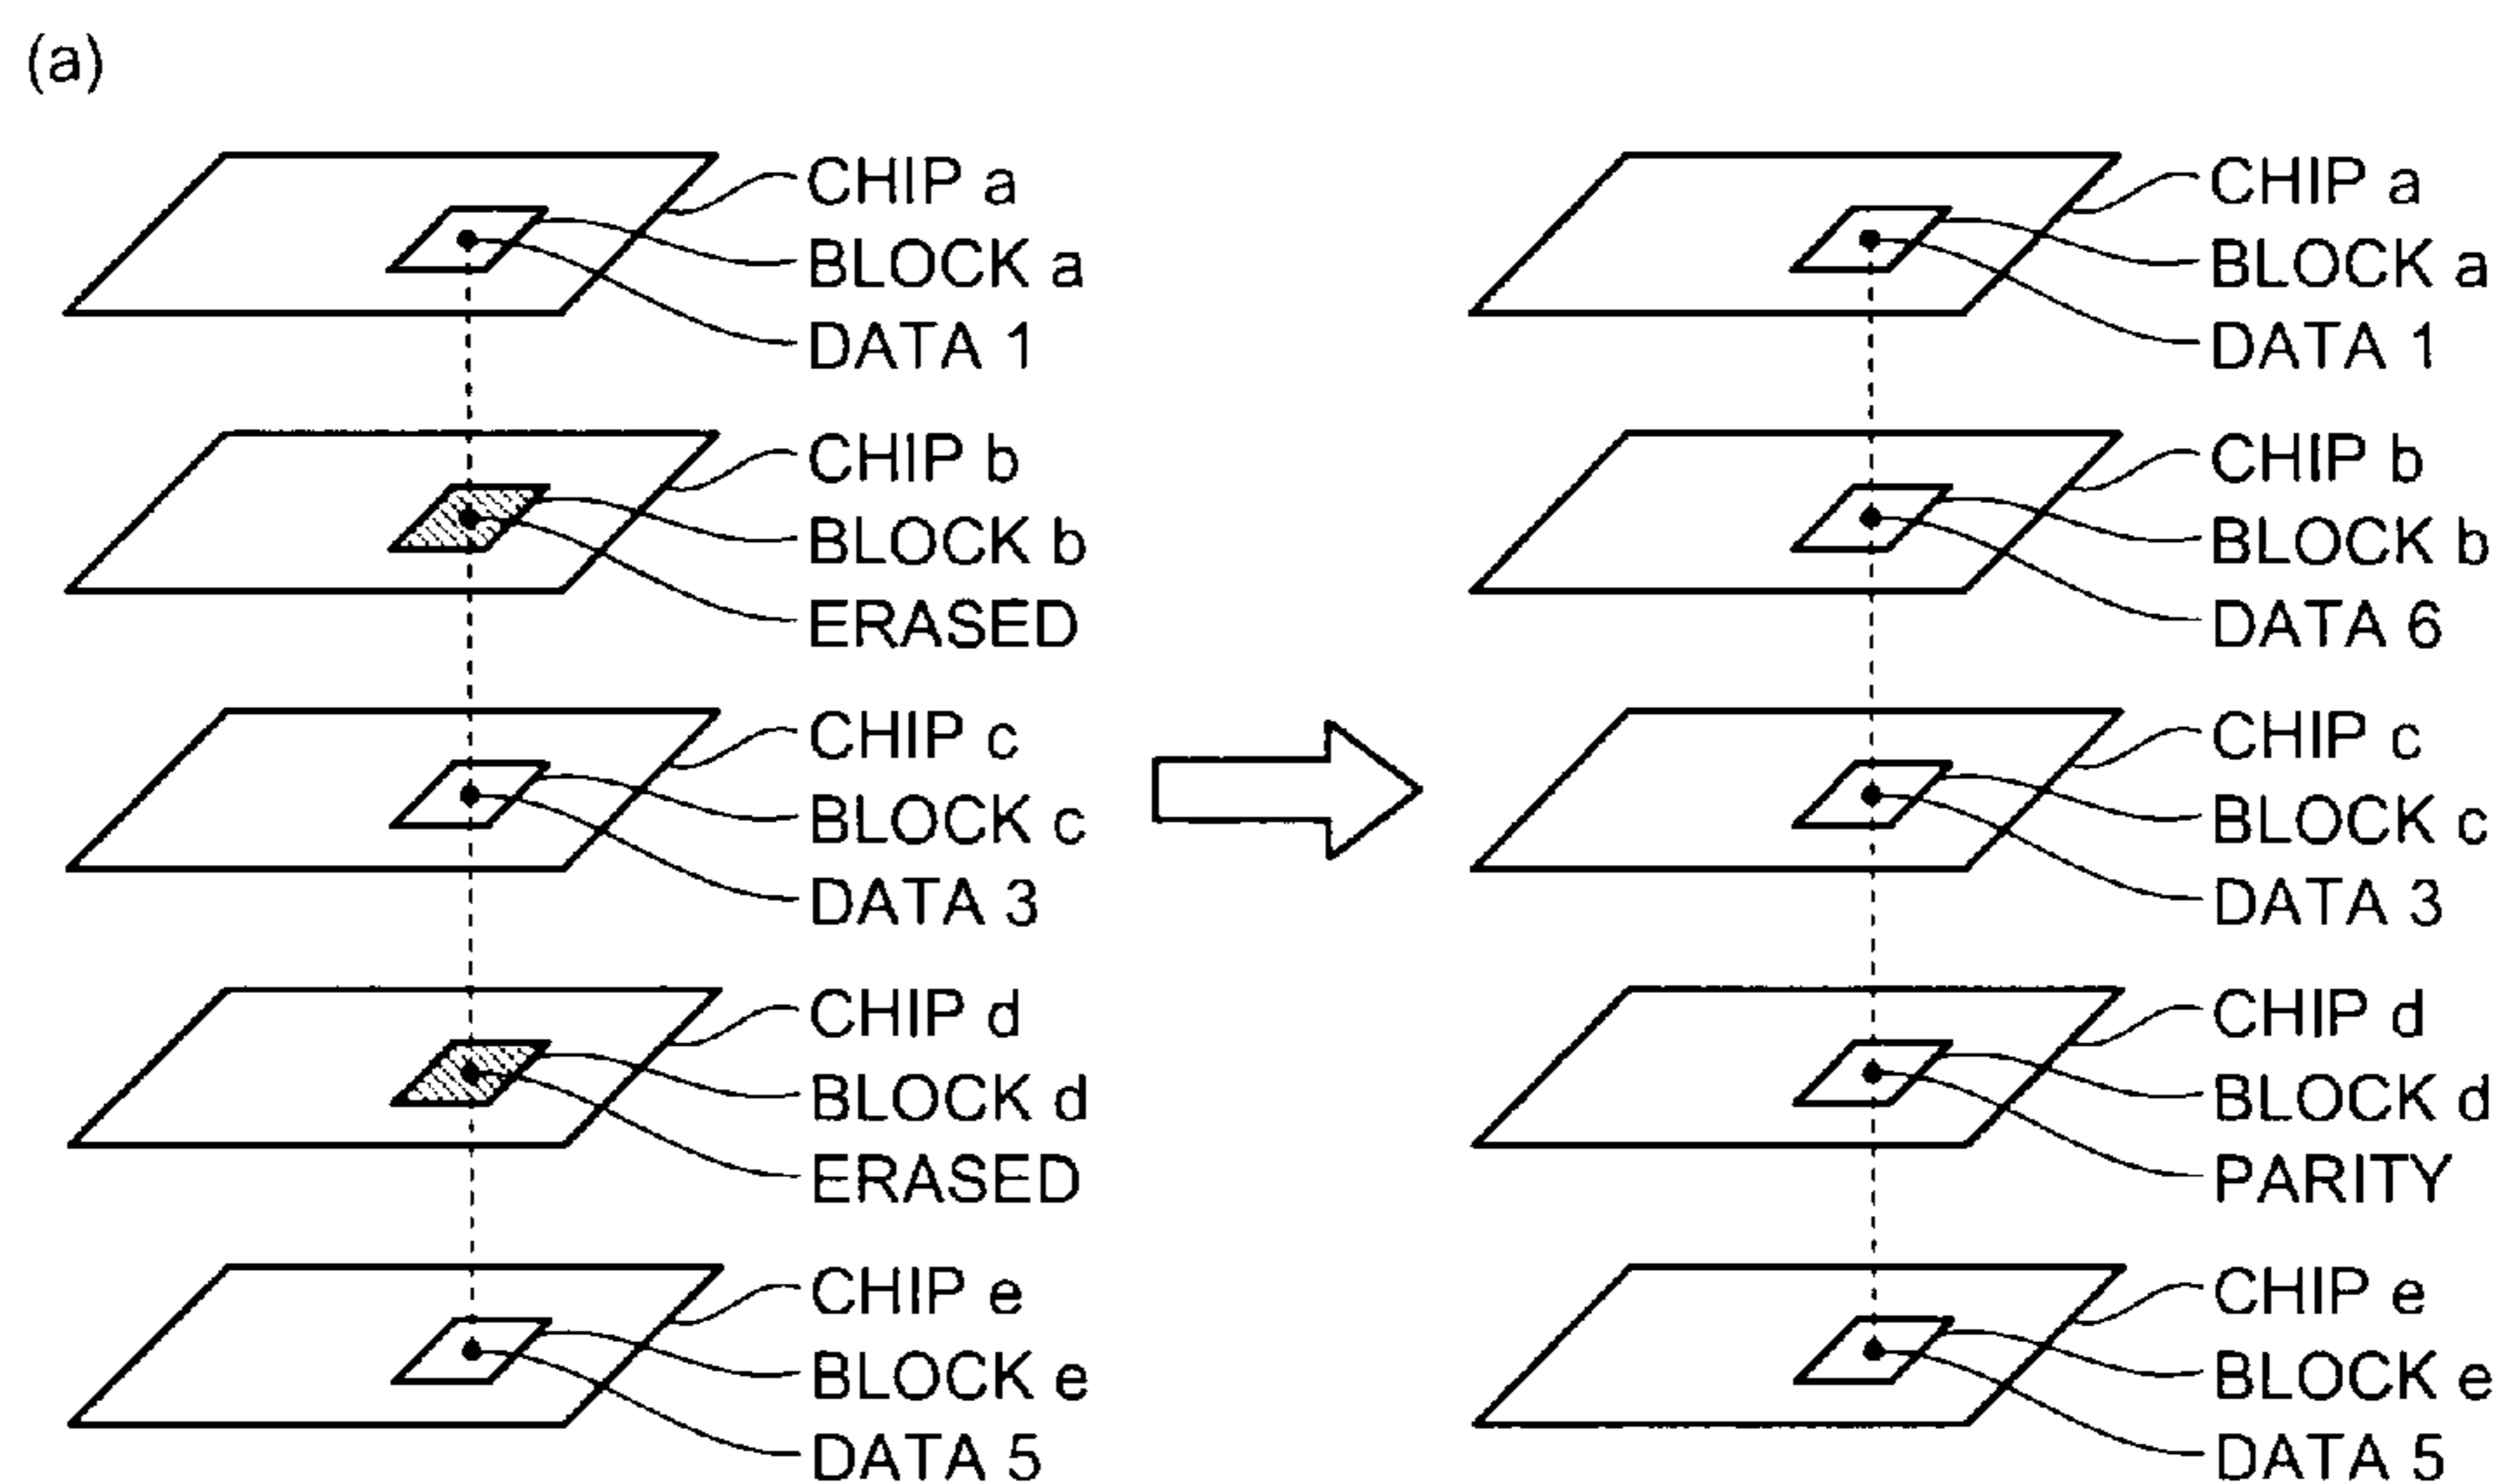 (a)
CHIP a
BLOCK a
DATA 1
CHIP b
BLOCK b
ERASED
CHIP c
BLOCK c
DATA 3
CHIP d
BLOCK d
ERASED
CHIP e
BLOCK e
DATA 5
CHIP a
BLOCK a
DATA 1
CHIP b
BLOCK b
DATA 6
CHIP c
BLOCK c
DATA 3
CHIP d
BLOCK d
PARITY
CHIP e
BLOCK e
DATA 5